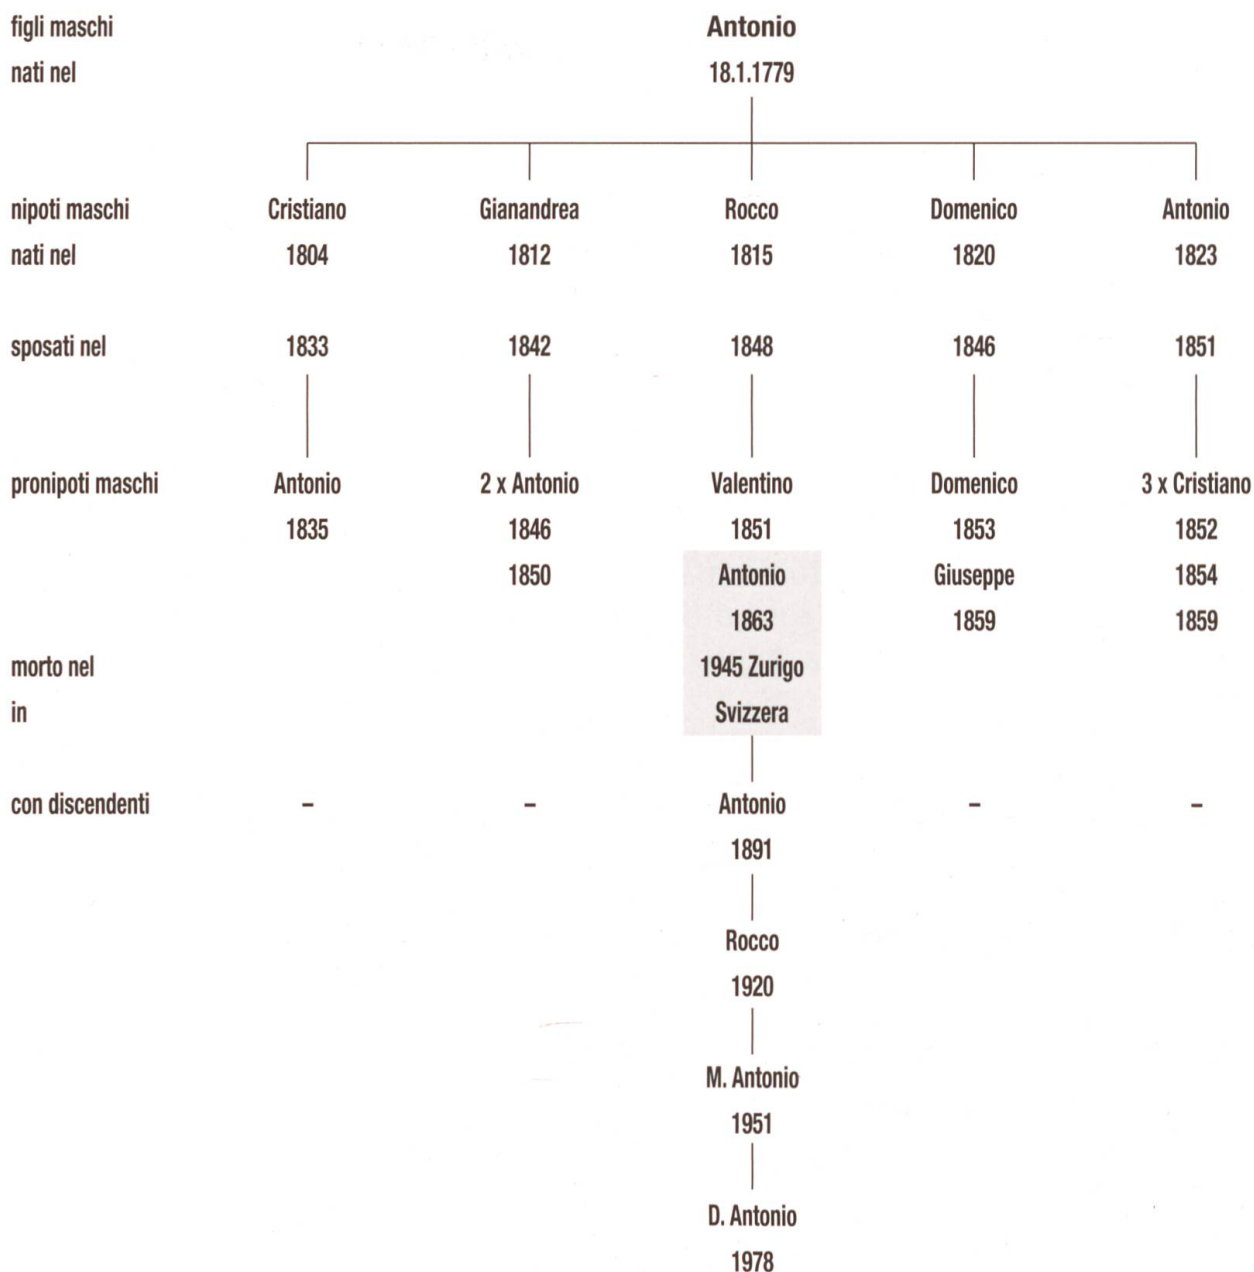 figli maschi Antonio
nati nel 18.1.1779
nipoti maschi Cristiano Gianandrea Rocco Domenico Antonio
nati nel 1804 1812 1815 1820 1823
sposati nel 1833 1842 1848 1846 1851
pronipoti maschi Antonio 2 x Antonio Valentino Domenico 3 x Cristiano
1835 1846 1851 1853 1852
1850 Antonio Giuseppe 1854
1863 1859 1859
morto nel 1945 Zurigo
in Svizzera
con discendenti – – Antonio – –
1891
Rocco
1920
M. Antonio
1951
D. Antonio
1978